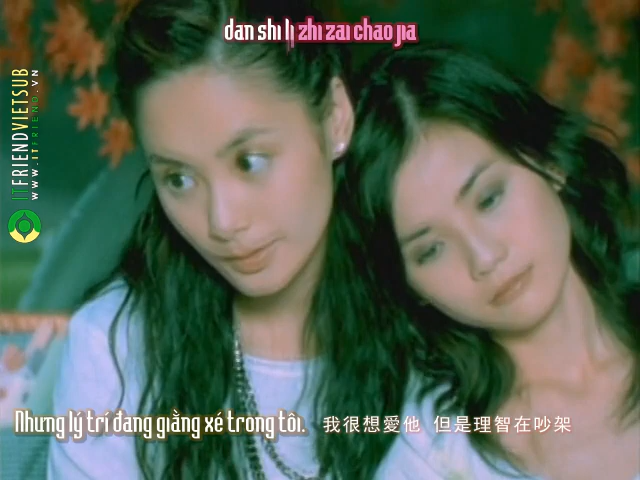 dan shi li zhi zai chao jia
ITFRIENDVIETSUB
WWW.ITFRIEND.VN
Nhưng lý trí đang giằng xé trong tôi.
我很想愛他 但是理智在吵架